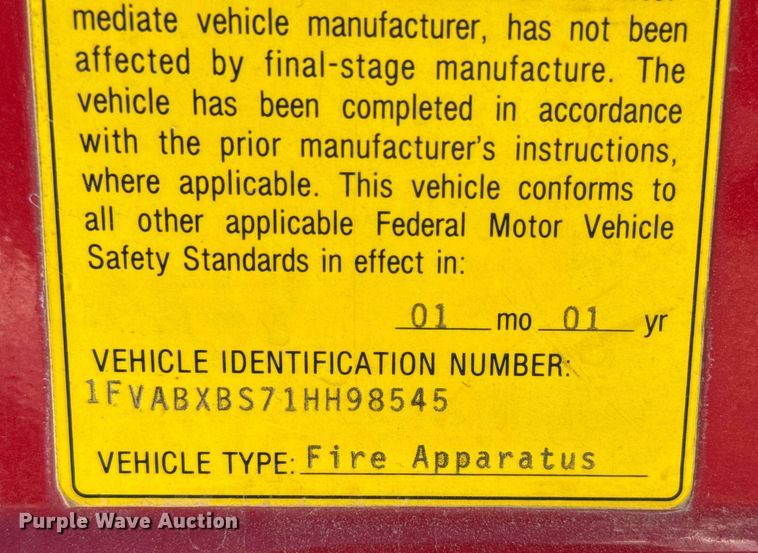 mediate vehicle manufacturer, has not been
affected by final-stage manufacture. The
vehicle has been completed in accordance
with the prior manufacturer's instructions,
where applicable. This vehicle conforms to
all other applicable Federal Motor Vehicle
Safety Standards in effect in:
01 mo 01 yr
VEHICLE IDENTIFICATION NUMBER:
1FVABXBS71HH98545
VEHICLE TYPE: Fire Apparatus
Purple Wave Auction